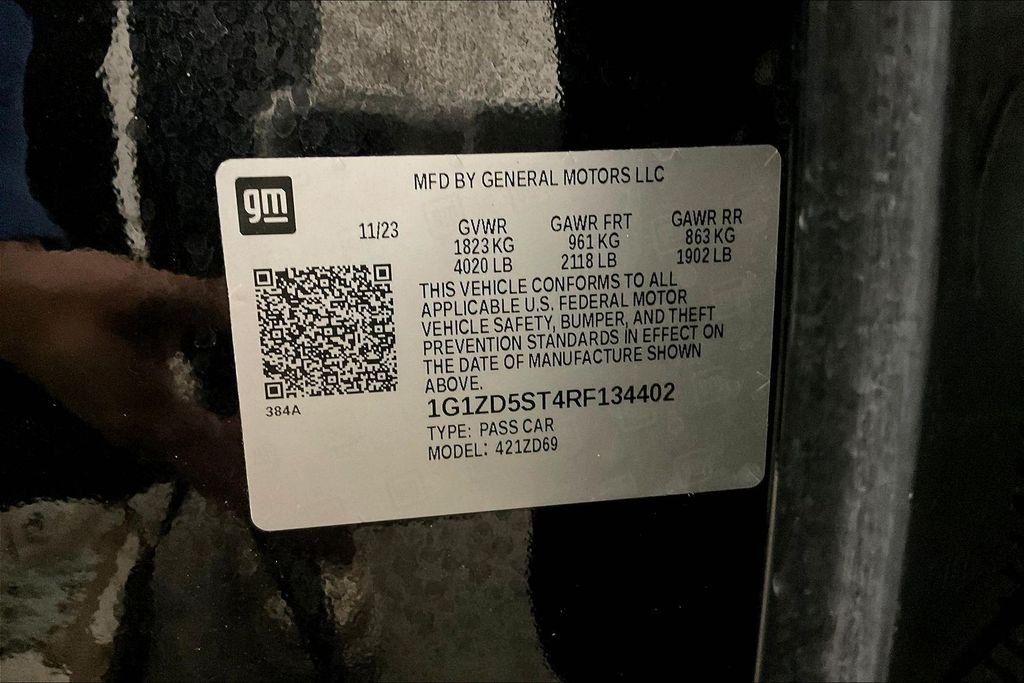 gm
MFD BY GENERAL MOTORS LLC
11/23
GVWR GAWR FRT GAWR RR
1823 KG 961 KG 863 KG
4020 LB 2118 LB 1902 LB
THIS VEHICLE CONFORMS TO ALL
APPLICABLE U.S. FEDERAL MOTOR
VEHICLE SAFETY, BUMPER, AND THEFT
PREVENTION STANDARDS IN EFFECT ON
THE DATE OF MANUFACTURE SHOWN
ABOVE.
384A
1G1ZD5ST4RF134402
TYPE: PASS CAR
MODEL: 421ZD69